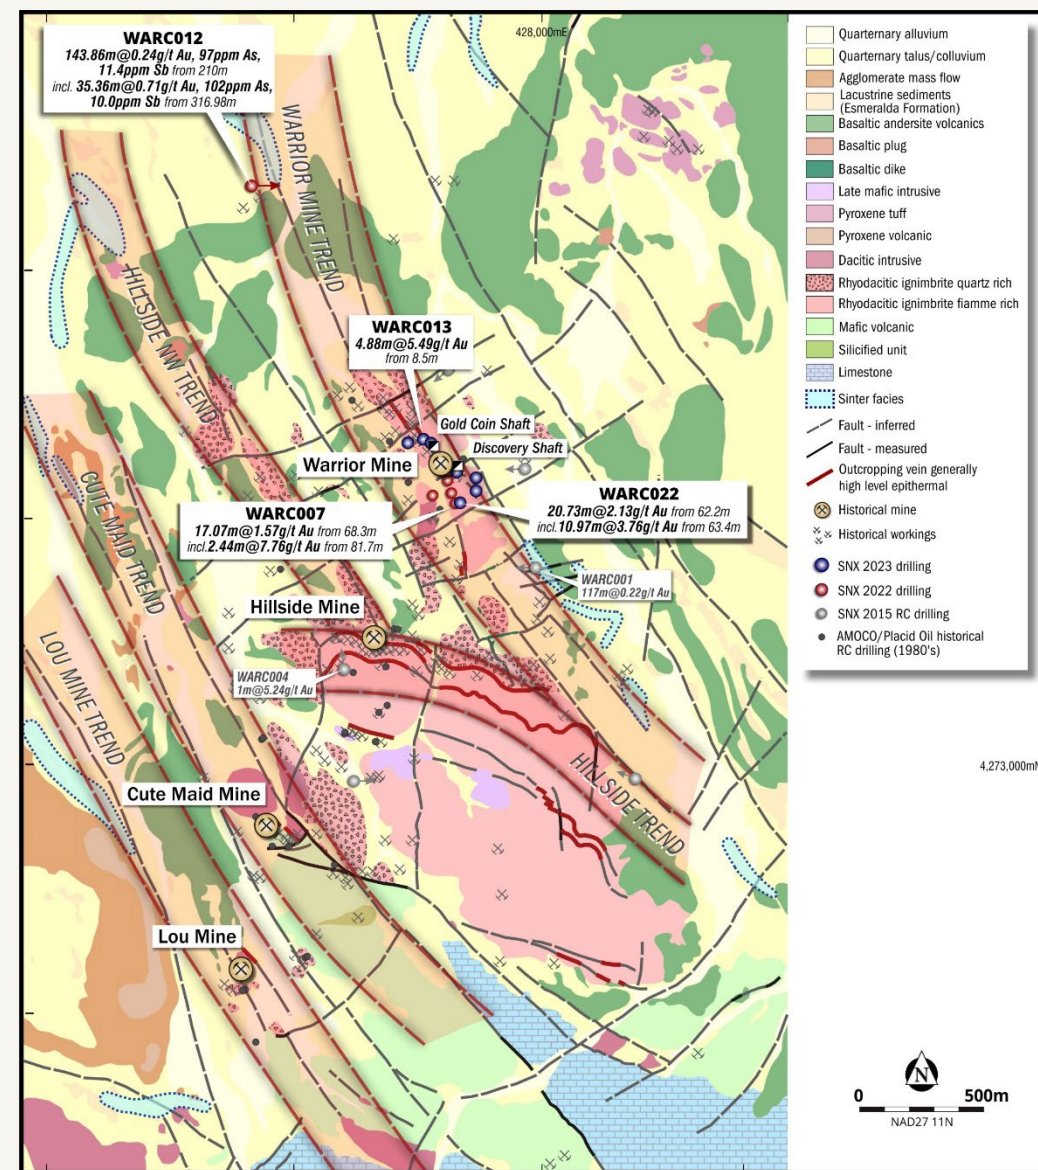 WARC012
143.86m@0.24g/t Au, 97ppm As,
11.4ppm Sb from 210m
incl. 35.36m@0.71g/t Au, 102ppm As,
10.0ppm Sb from 316.98m
428,000mE
WARRIOR MINE TREND
HILLSIDE NW TREND
WARC013
4.88m@5.49g/t Au
from 8.5m
Gold Coin Shaft
Discovery Shaft
Warrior Mine
CUTE MAID TREND
WARC007
17.07m@1.57g/t Au from 68.3m
incl.2.44m@7.76g/t Au from 81.7m
WARC022
20.73m@2.13g/t Au from 62.2m
incl.10.97m@3.76g/t Au from 63.4m
WARC001
117m@0.22g/t Au
Hillside Mine
WARC004
1m@5.24g/t Au
LOU MINE TREND
HILLSIDE TREND
Cute Maid Mine
Lou Mine
4,273,000mN
Quaternary alluvium
Quaternary talus/colluvium
Agglomerate mass flow
Lacustrine sediments
(Esmeralda Formation)
Basaltic andersite volcanics
Basaltic plug
Basaltic dike
Late mafic intrusive
Pyroxene tuff
Pyroxene volcanic
Dacitic intrusive
Rhyodacitic ignimbrite quartz rich
Rhyodacitic ignimbrite fiamme rich
Mafic volcanic
Silicified unit
Limestone
Sinter facies
Fault - inferred
Fault - measured
Outcropping vein generally
high level epithermal
Historical mine
Historical workings
SNX 2023 drilling
SNX 2022 drilling
SNX 2015 RC drilling
AMOCO/Placid Oil historical
RC drilling (1980's)
N
0 500m
NAD27 11N